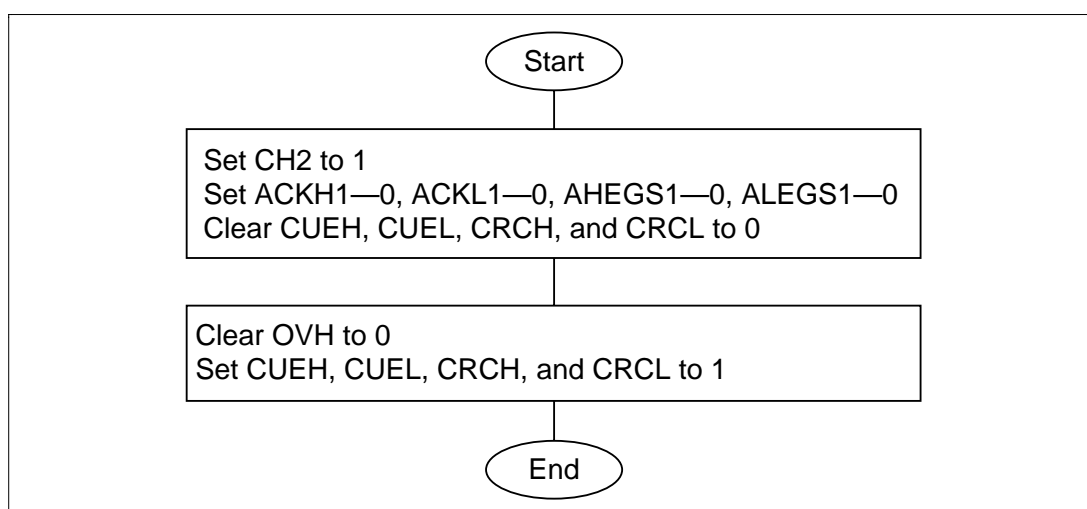 Start
Set CH2 to 1
Set ACKH1—0, ACKL1—0, AHEGS1—0, ALEGS1—0
Clear CUEH, CUEL, CRCH, and CRCL to 0
Clear OVH to 0
Set CUEH, CUEL, CRCH, and CRCL to 1
End